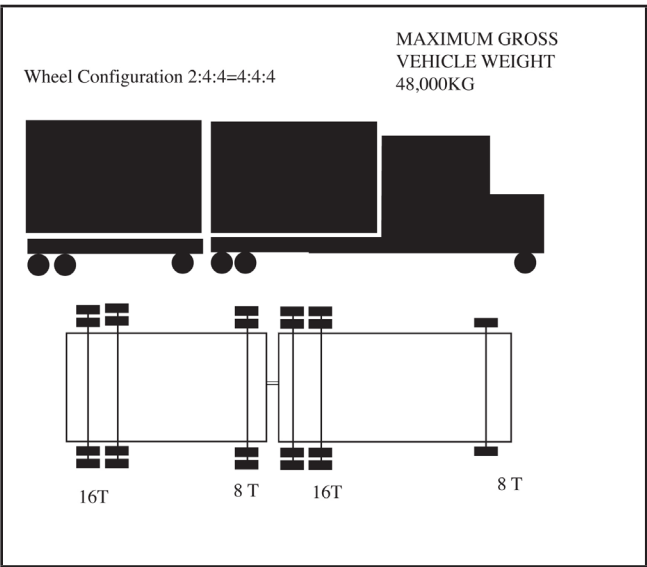 MAXIMUM GROSS
VEHICLE WEIGHT
48,000KG
Wheel Configuration 2:4:4=4:4:4
16T
8 T
16T
8 T